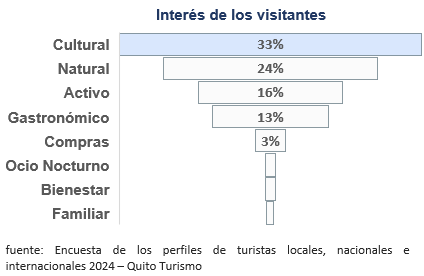 Interés de los visitantes
Cultural 33%
Natural 24%
Activo 16%
Gastronómico 13%
Compras 3%
Ocio Nocturno
Bienestar
Familiar
fuente: Encuesta de los perfiles de turistas locales, nacionales e
internacionales 2024 – Quito Turismo